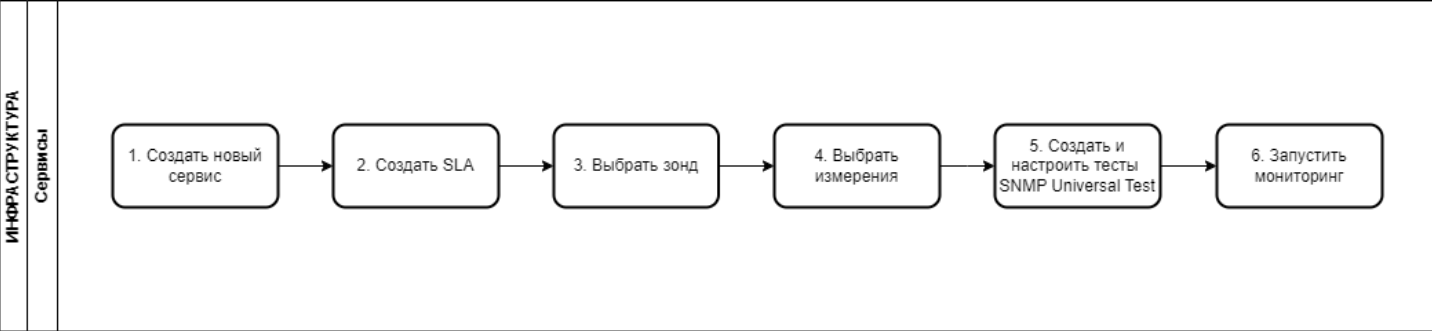 ИНФРАСТРУКТУРА
Сервисы
1. Создать новый
сервис
2. Создать SLA
3. Выбрать зонд
4. Выбрать
измерения
5. Создать и
настроить тесты
SNMP Universal Test
6. Запустить
мониторинг